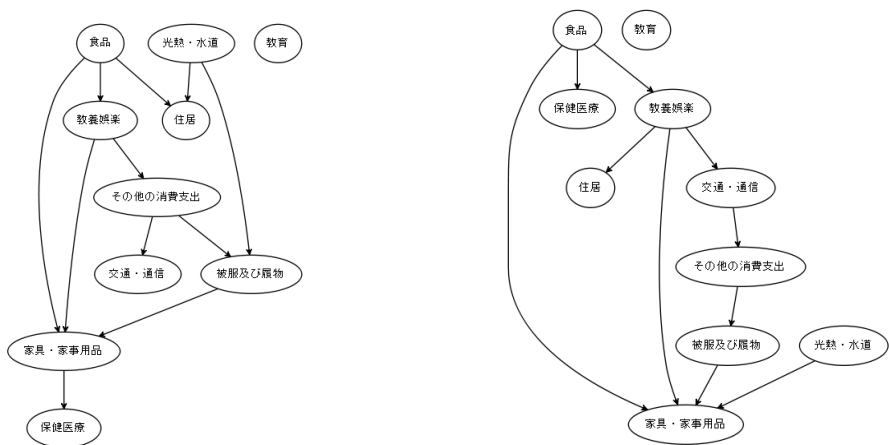 食品
光熱・水道
教育
教養娯楽
住居
その他の消費支出
交通・通信
被服及び履物
家具・家事用品
保健医療
食品
教育
保健医療
教養娯楽
住居
交通・通信
その他の消費支出
被服及び履物
光熱・水道
家具・家事用品